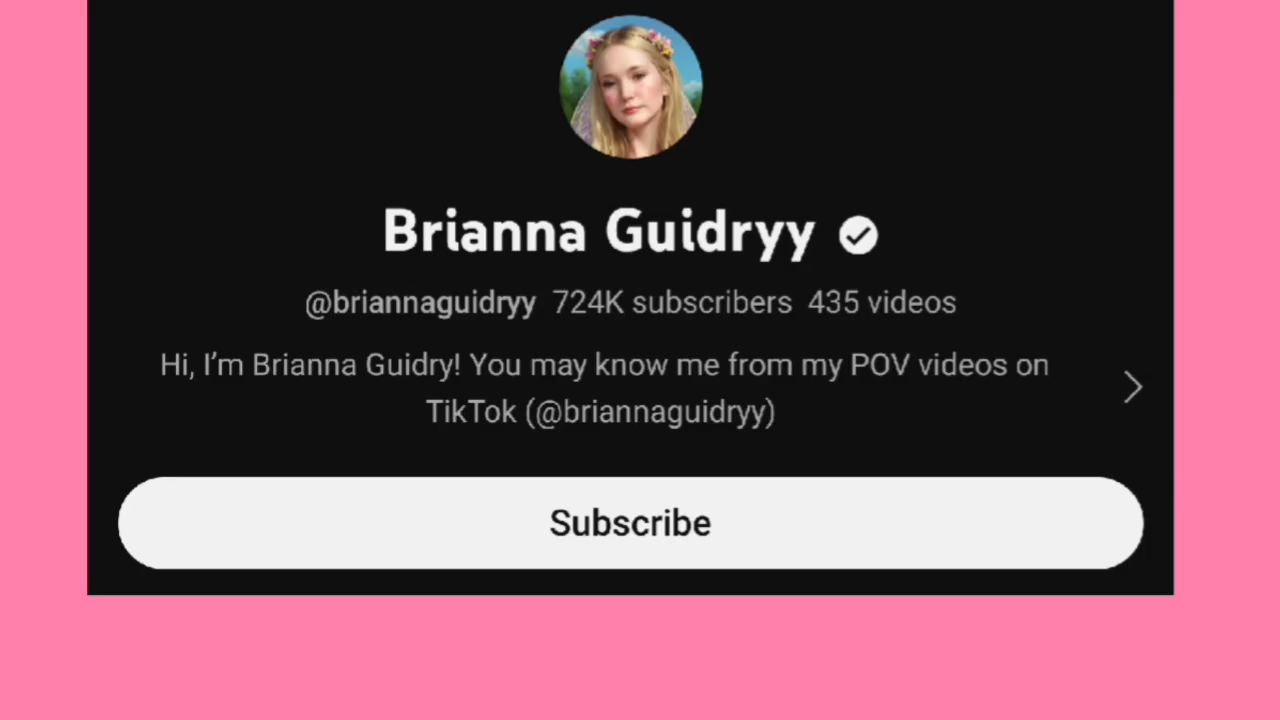 Brianna Guidryy
@briannaguidryy 724K subscribers 435 videos
Hi, I’m Brianna Guidry! You may know me from my POV videos on
TikTok (@briannaguidryy)
Subscribe